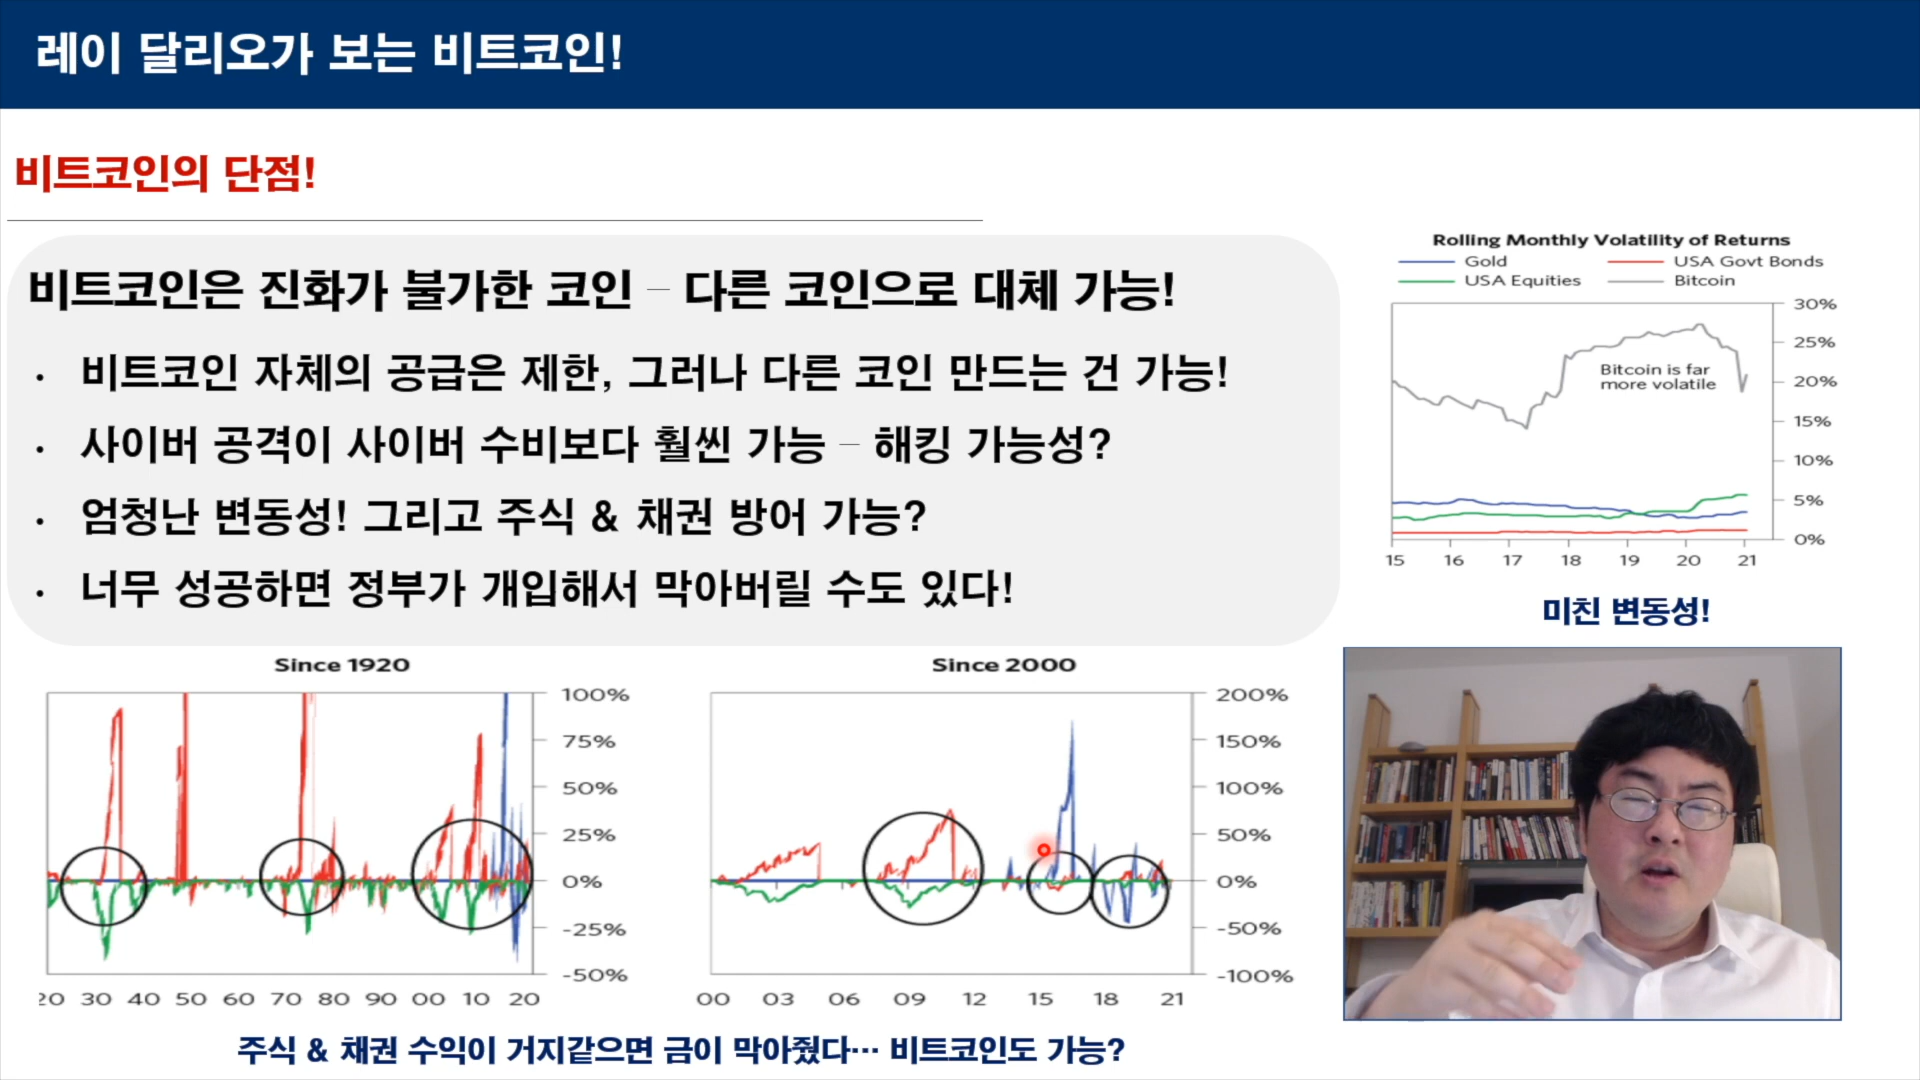 레이 달리오가 보는 비트코인!
비트코인의 단점!
비트코인은 진화가 불가한 코인 – 다른 코인으로 대체 가능!
• 비트코인 자체의 공급은 제한, 그러나 다른 코인 만드는 건 가능!
• 사이버 공격이 사이버 수비보다 훨씬 가능 – 해킹 가능성?
• 엄청난 변동성! 그리고 주식 & 채권 방어 가능?
• 너무 성공하면 정부가 개입해서 막아버릴 수도 있다!
Rolling Monthly Volatility of Returns
Gold USA Govt Bonds
USA Equities Bitcoin
30%
25%
Bitcoin is far
more volatile
20%
15%
10%
5%
0%
15 16 17 18 19 20 21
미친 변동성!
Since 1920
100%
75%
50%
25%
0%
-25%
-50%
20 30 40 50 60 70 80 90 00 10 20
Since 2000
200%
150%
100%
50%
0%
-50%
-100%
00 03 06 09 12 15 18 21
주식 & 채권 수익이 거지같으면 금이 막아줬다… 비트코인도 가능?